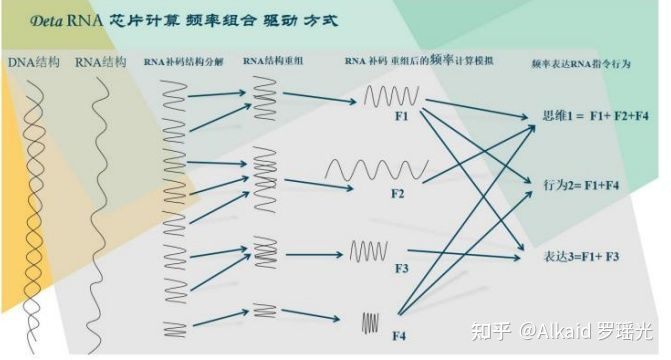 Deta RNA 芯片计算 频率组合 驱动 方式
DNA结构 RNA结构 RNA补码结构分解 RNA结构重组 RNA 补码 重组后的频率计算模拟 频率表达RNA指令行为
F1
思维1 = F1+ F2+F4
F2
行为2= F1+F4
F3
表达3=F1+ F3
F4
知乎 @Alkaid 罗瑶光